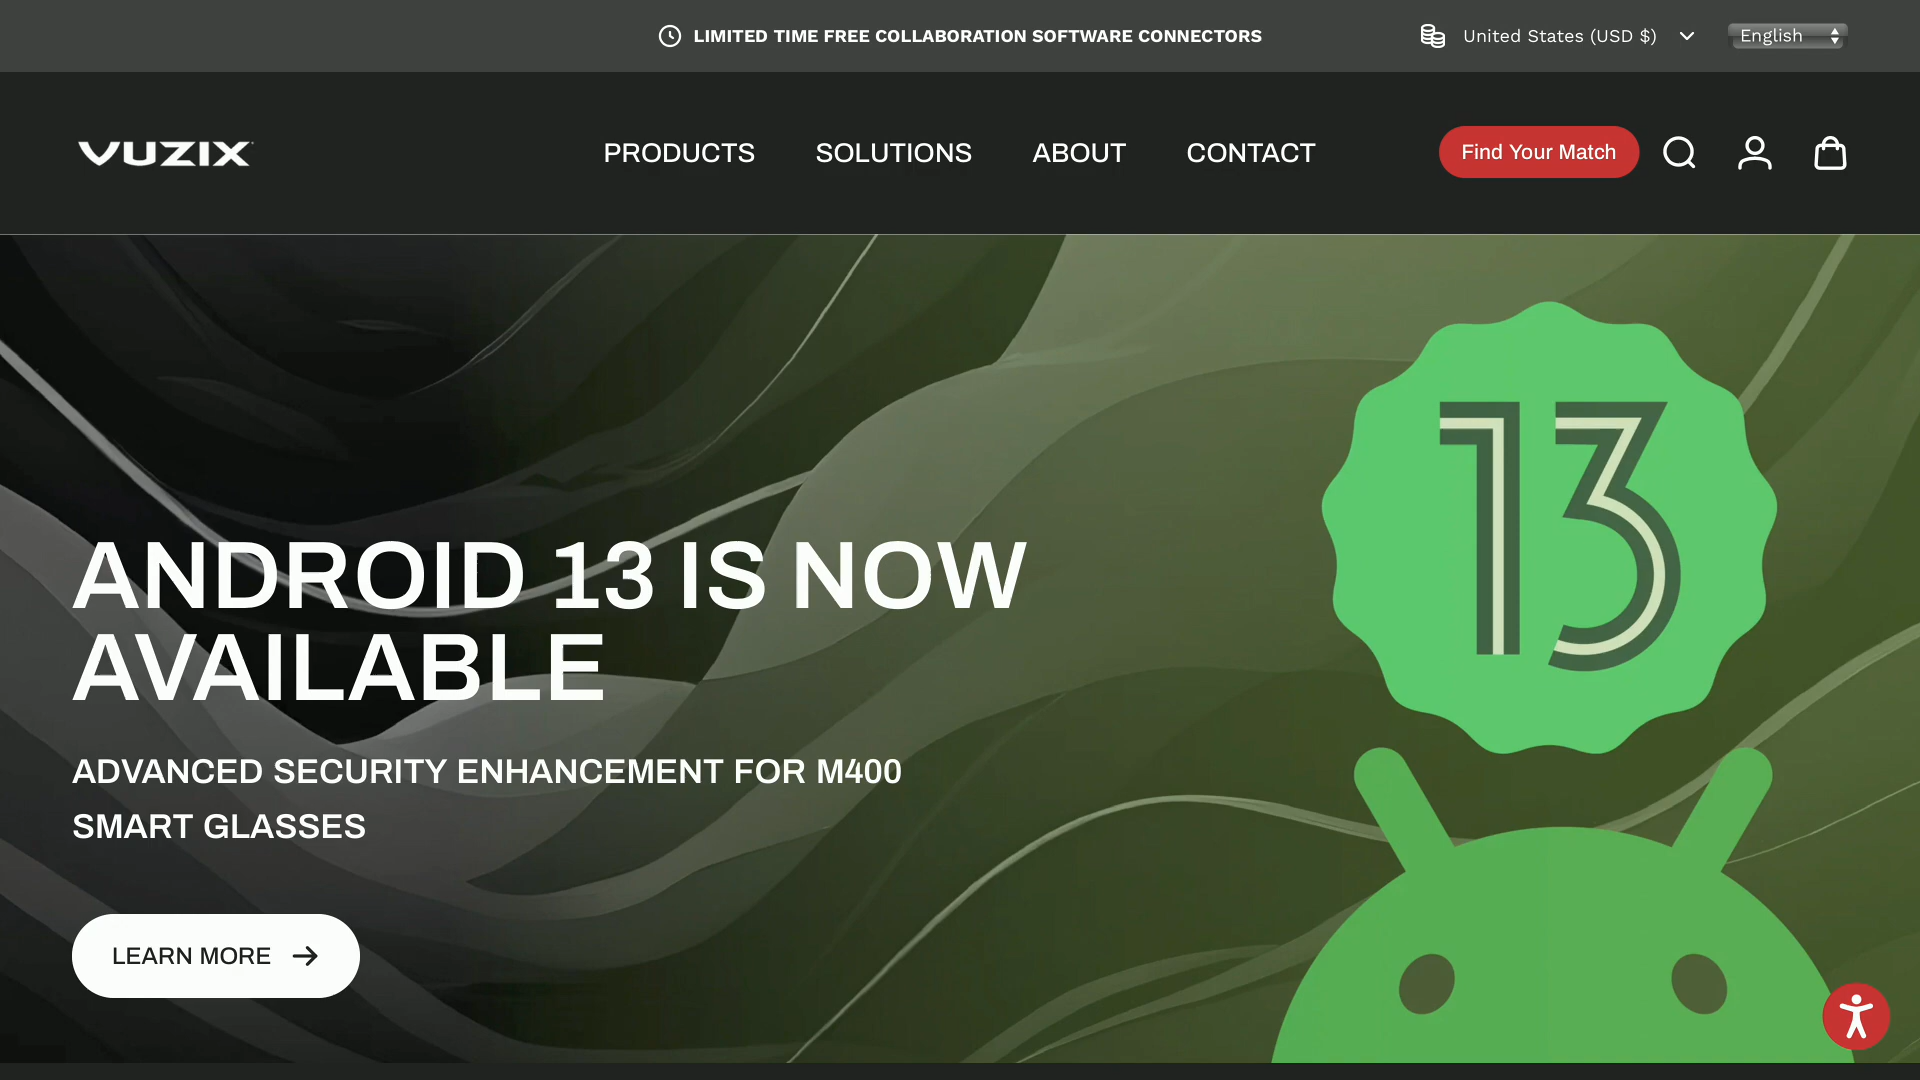 LIMITED TIME FREE COLLABORATION SOFTWARE CONNECTORS
United States (USD $)
English
VUZIX
PRODUCTS
SOLUTIONS
ABOUT
CONTACT
Find Your Match
13
ANDROID 13 IS NOW
AVAILABLE
ADVANCED SECURITY ENHANCEMENT FOR M400
SMART GLASSES
LEARN MORE